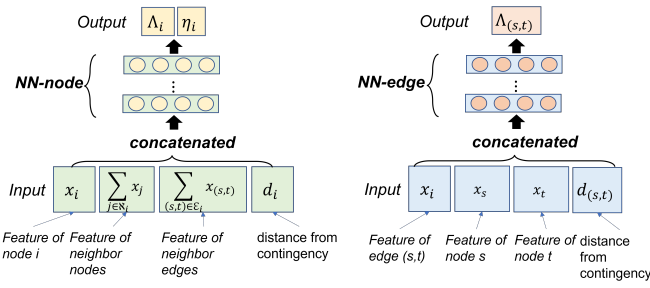 Output Λ_i η_i
NN-node
⋮
concatenated
Input x_i ∑_{j∈ℵ_i} x_j ∑_{(s,t)∈ℰ_i} x_{(s,t)} d_i
Feature of
node i
Feature of
neighbor
nodes
Feature of
neighbor
edges
distance from
contingency
Output Λ_{(s,t)}
NN-edge
⋮
concatenated
Input x_i x_s x_t d_{(s,t)}
Feature of
edge (s,t)
Feature of
node s
Feature of
node t
distance
from
contingency